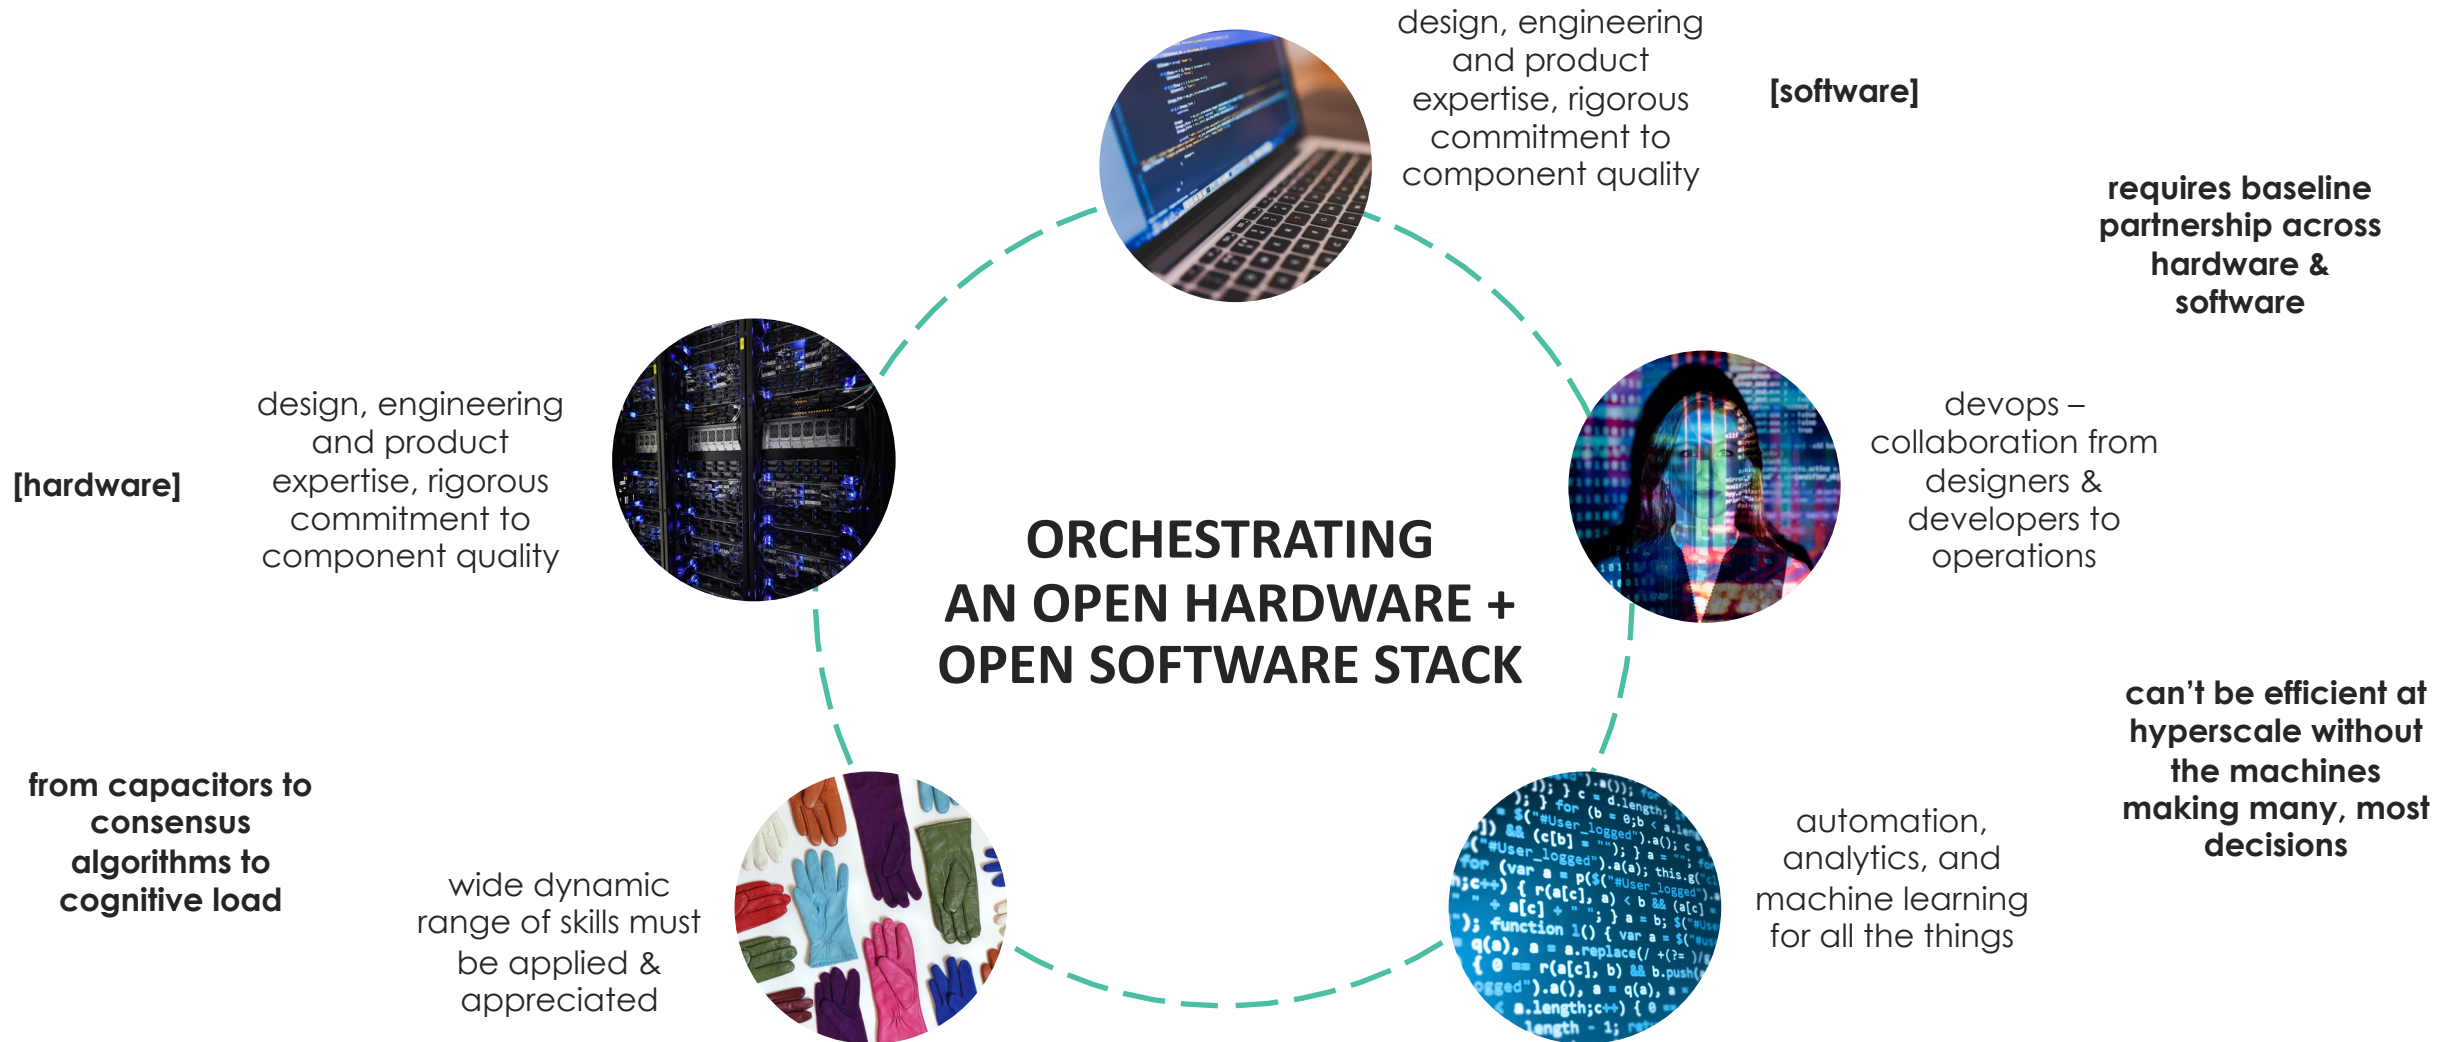 design, engineering
and product
expertise, rigorous
commitment to
component quality
[software]
requires baseline
partnership across
hardware &
software
[hardware]
design, engineering
and product
expertise, rigorous
commitment to
component quality
devops –
collaboration from
designers &
developers to
operations
ORCHESTRATING
AN OPEN HARDWARE +
OPEN SOFTWARE STACK
from capacitors to
consensus
algorithms to
cognitive load
wide dynamic
range of skills must
be applied &
appreciated
automation,
analytics, and
machine learning
for all the things
can’t be efficient at
hyperscale without
the machines
making many, most
decisions